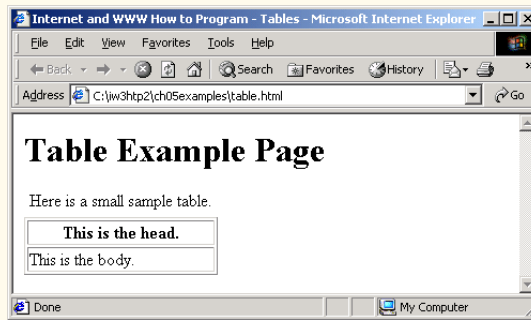 Internet and WWW How to Program - Tables - Microsoft Internet Explorer
File Edit View Favorites Tools Help
Back Search Favorites History »
Address C:\iw3htp2\ch05examples\table.html Go
Table Example Page
Here is a small sample table.
This is the head.
This is the body.
Done My Computer